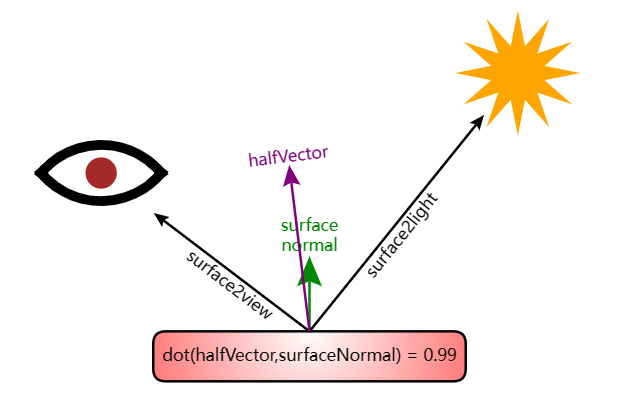 halfVector
surface
normal
surface2light
surface2view
dot(halfVector,surfaceNormal) = 0.99